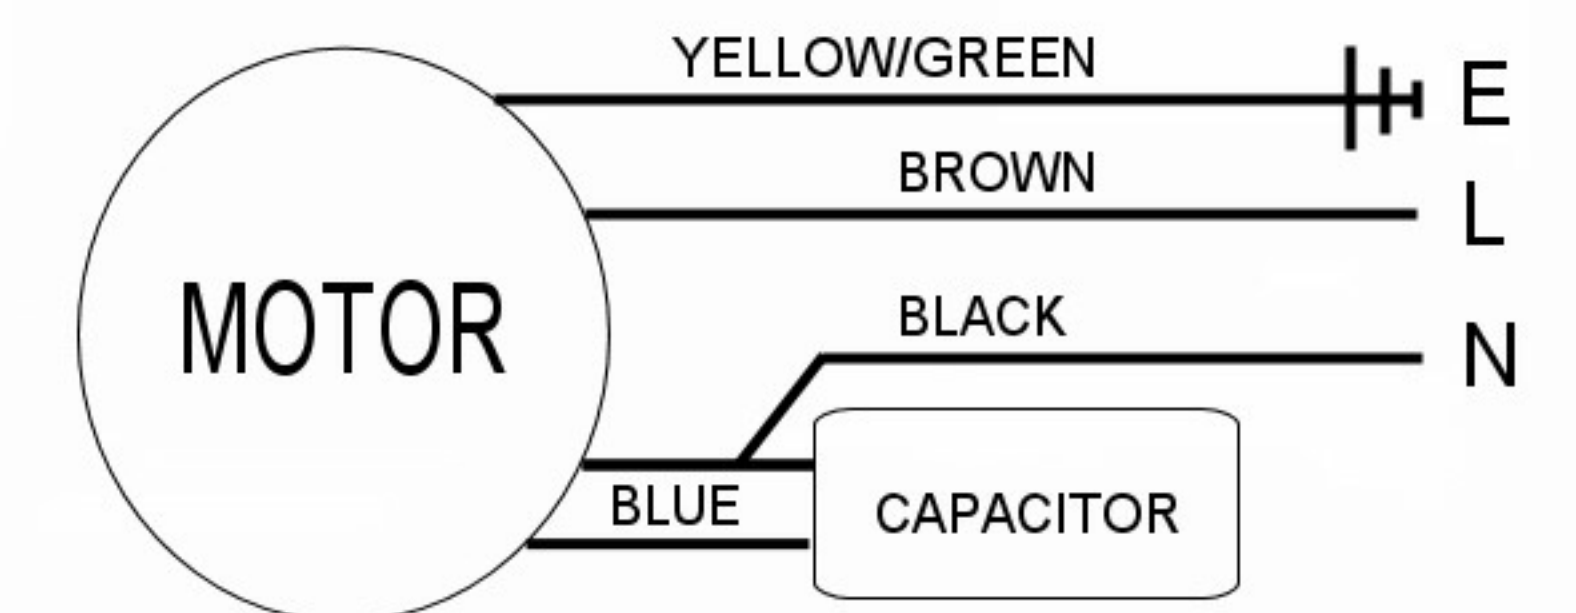 YELLOW/GREEN E
BROWN L
MOTOR
BLACK N
BLUE
CAPACITOR